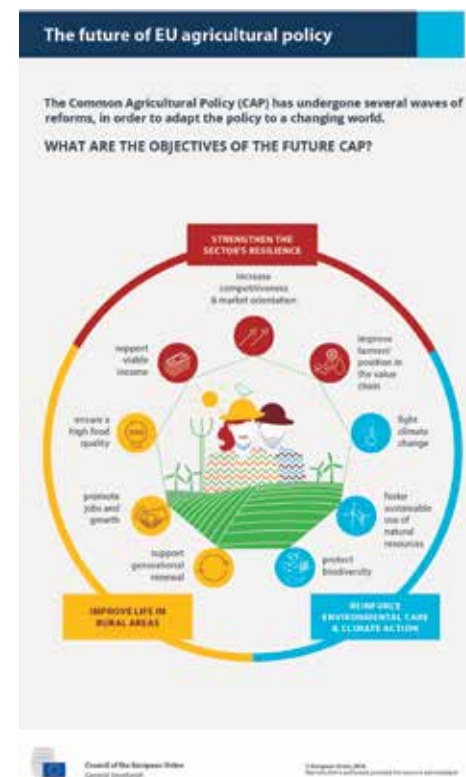 The future of EU agricultural policy
The Common Agricultural Policy (CAP) has undergone several waves of
reforms, in order to adapt the policy to a changing world.
WHAT ARE THE OBJECTIVES OF THE FUTURE CAP?
STRENGTHEN THE
SECTOR'S RESILIENCE
increase
competitiveness
& market orientation
support
viable
income
improve
farmers'
position in
the value
chain
ensure a
high food
quality
fight
climate
change
promote
jobs and
growth
foster
sustainable
use of
natural
resources
support
generational
renewal
protect
biodiversity
IMPROVE LIFE IN
RURAL AREAS
REINFORCE
ENVIRONMENTAL CARE
& CLIMATE ACTION
Council of the European Union
General Secretariat